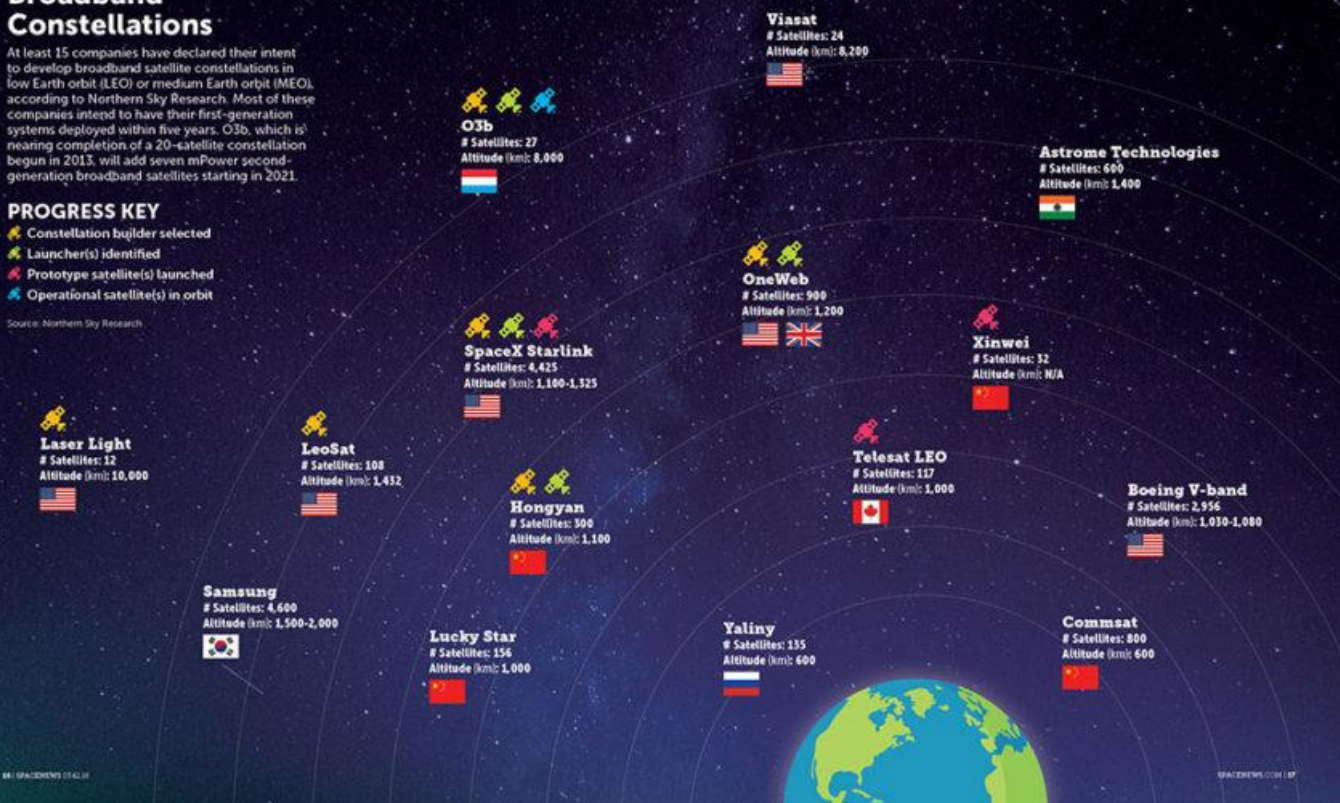 Broadband
Constellations
At least 15 companies have declared their intent
to develop broadband satellite constellations in
low Earth orbit (LEO) or medium Earth orbit (MEO),
according to Northern Sky Research. Most of these
companies intend to have their first-generation
systems deployed within five years. O3b, which is
nearing completion of a 20-satellite constellation
begun in 2013, will add seven mPower second-
generation broadband satellites starting in 2021.
PROGRESS KEY
Constellation builder selected
Launcher(s) identified
Prototype satellite(s) launched
Operational satellite(s) in orbit
Source: Northern Sky Research
Viasat
# Satellites: 24
Altitude (km): 8,200
O3b
# Satellites: 27
Altitude (km): 8,000
Astrome Technologies
# Satellites: 600
Altitude (km): 1,400
OneWeb
# Satellites: 900
Altitude (km): 1,200
SpaceX Starlink
# Satellites: 4,425
Altitude (km): 1,100-1,325
Xinwei
# Satellites: 32
Altitude (km): N/A
Laser Light
# Satellites: 12
Altitude (km): 10,000
LeoSat
# Satellites: 108
Altitude (km): 1,432
Telesat LEO
# Satellites: 117
Altitude (km): 1,000
Hongyan
# Satellites: 300
Altitude (km): 1,100
Boeing V-band
# Satellites: 2,956
Altitude (km): 1,030-1,080
Samsung
# Satellites: 4,600
Altitude (km): 1,500-2,000
Lucky Star
# Satellites: 156
Altitude (km): 1,000
Yaliny
# Satellites: 135
Altitude (km): 600
Commsat
# Satellites: 800
Altitude (km): 600
SPACENEWS
SPACENEWS.COM